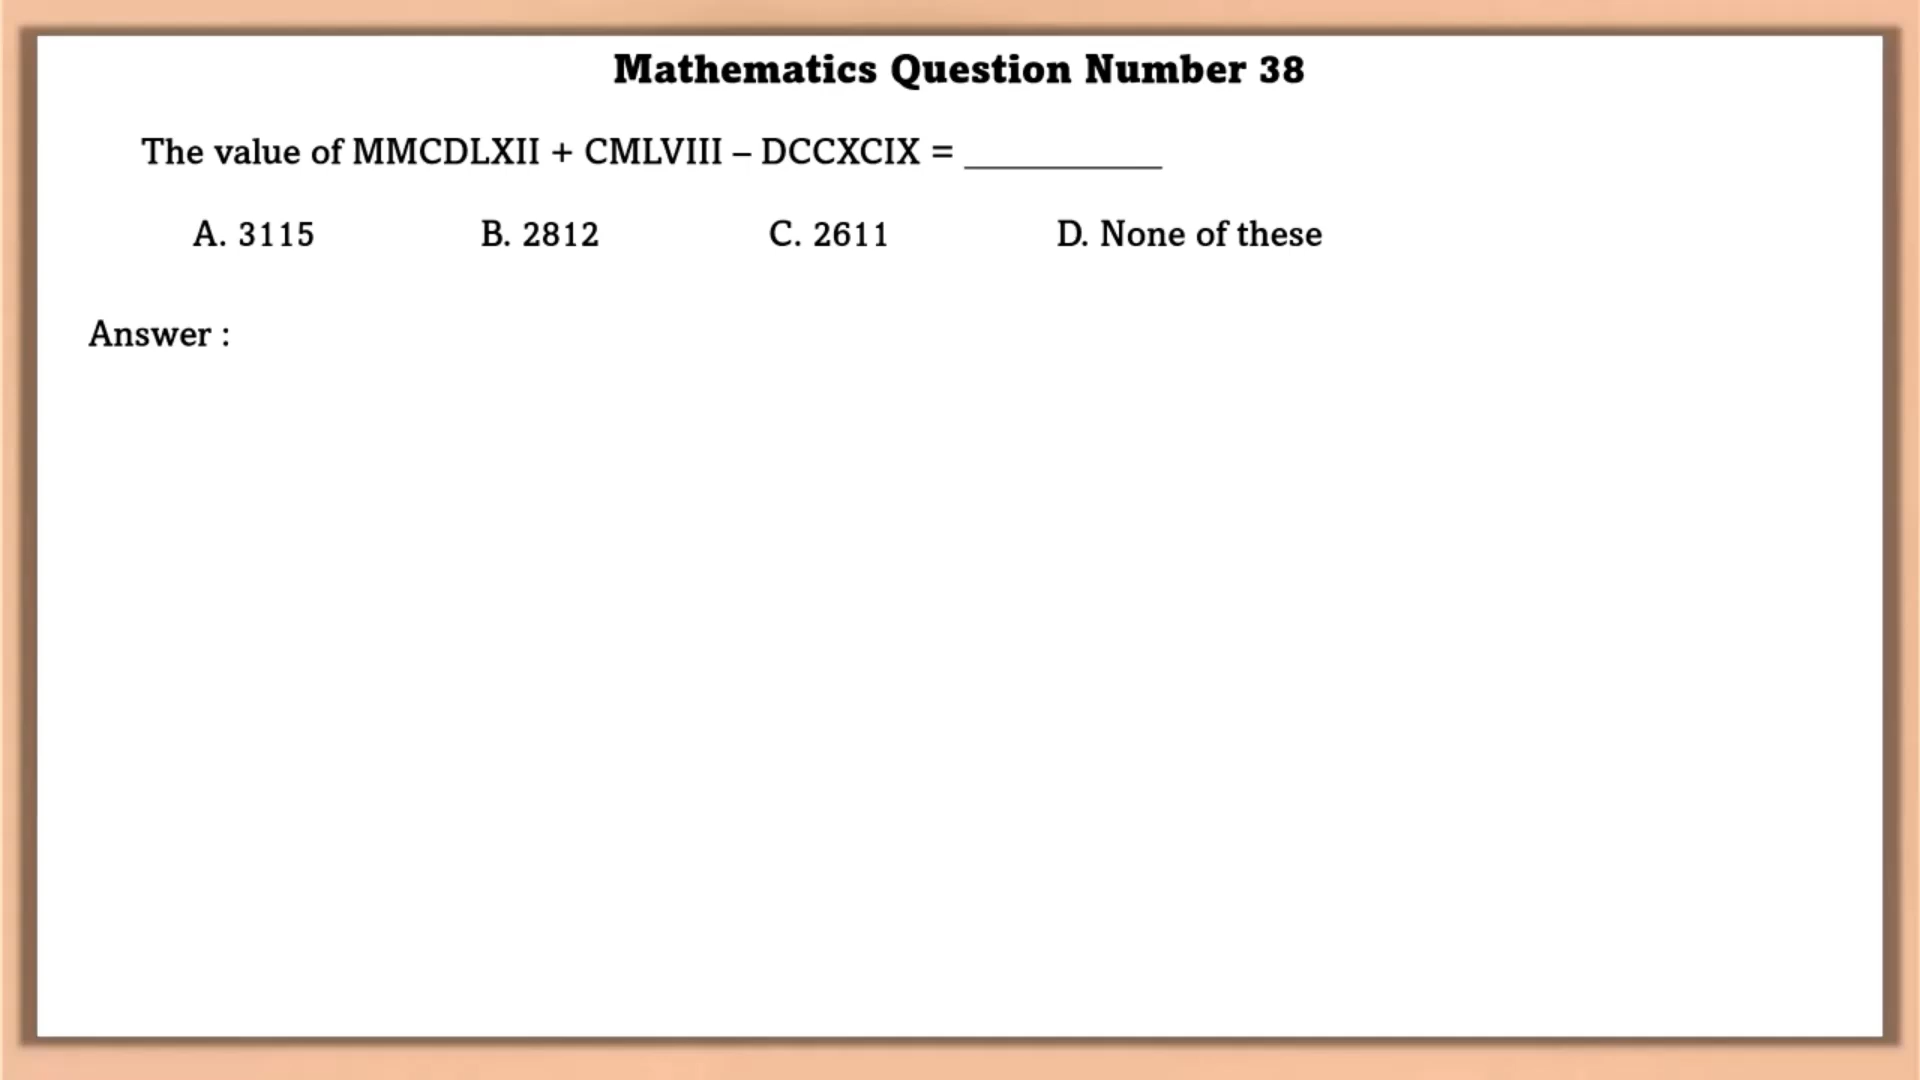 Mathematics Question Number 38
The value of MMCDLXII + CMLVIII – DCCXCIX = ___________
A. 3115 B. 2812 C. 2611 D. None of these
Answer :